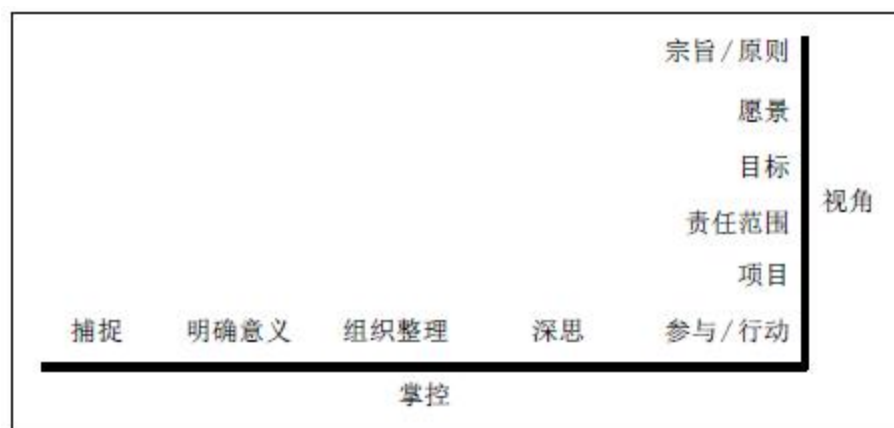 宗旨/原则
愿景
目标
视角
责任范围
项目
捕捉 明确意义 组织整理 深思 参与/行动
掌控